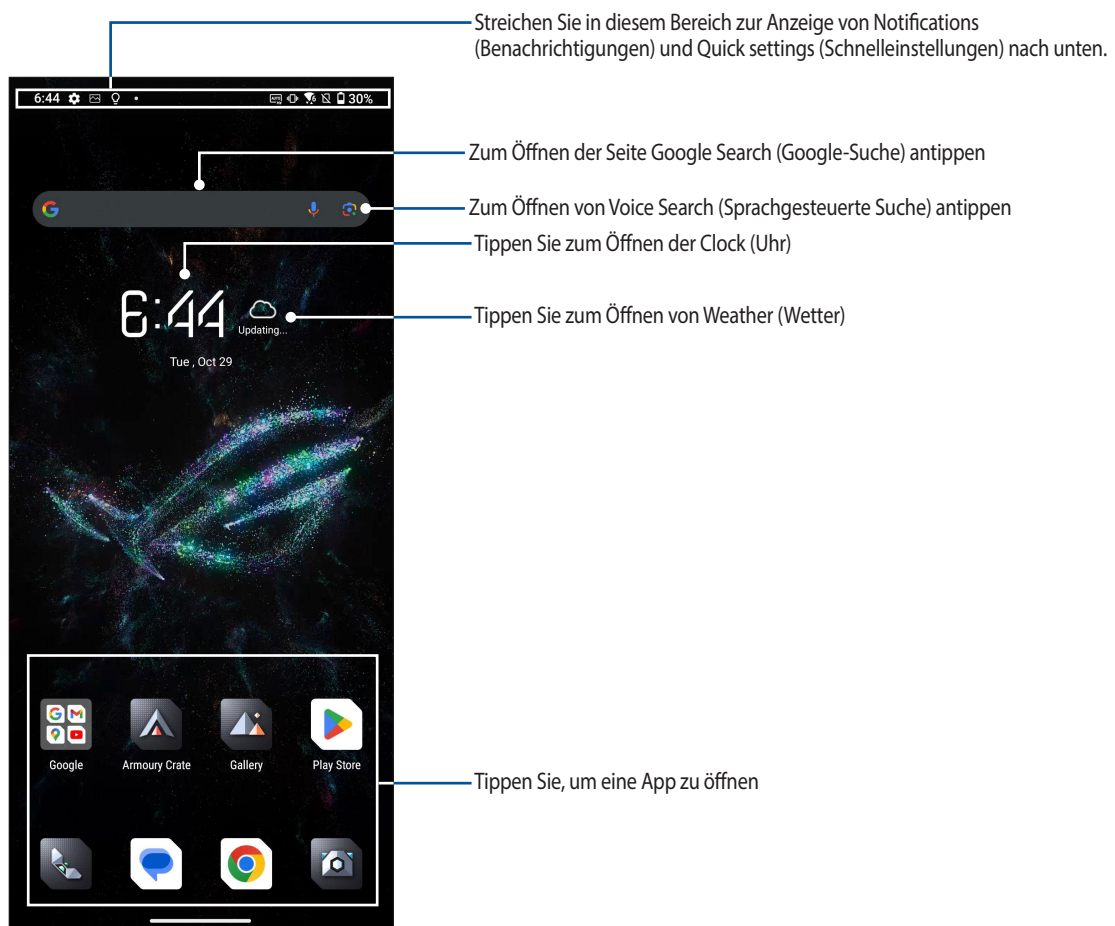 Streichen Sie in diesem Bereich zur Anzeige von Notifications
(Benachrichtigungen) und Quick settings (Schnelleinstellungen) nach unten.
6:44
30%
Zum Öffnen der Seite Google Search (Google-Suche) antippen
Zum Öffnen von Voice Search (Sprachgesteuerte Suche) antippen
Tippen Sie zum Öffnen der Clock (Uhr)
6:44
Updating...
Tippen Sie zum Öffnen von Weather (Wetter)
Tue , Oct 29
Google
Armoury Crate
Gallery
Play Store
Tippen Sie, um eine App zu öffnen